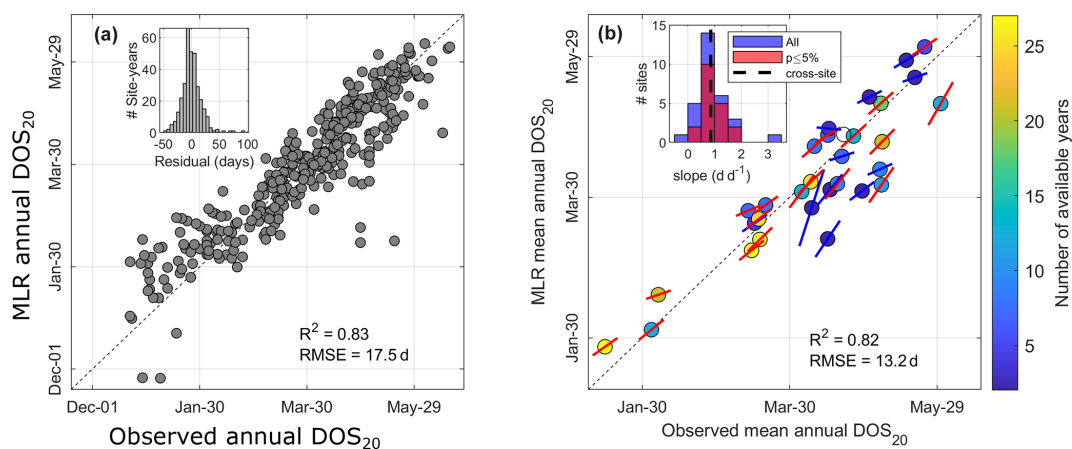 (a)
60
40
20
0
# Site-years
-50
0
50
100
Residual (days)
May-29
Mar-30
Jan-30
Dec-01
MLR annual DOS20
R2 = 0.83
RMSE = 17.5 d
Dec-01
Jan-30
Mar-30
May-29
Observed annual DOS20
(b)
15
10
5
0
# sites
0
1
2
3
slope (d d-1)
All
p≤5%
cross-site
May-29
Mar-30
Jan-30
MLR mean annual DOS20
R2 = 0.82
RMSE = 13.2 d
Jan-30
Mar-30
May-29
Observed mean annual DOS20
25
20
15
10
5
Number of available years